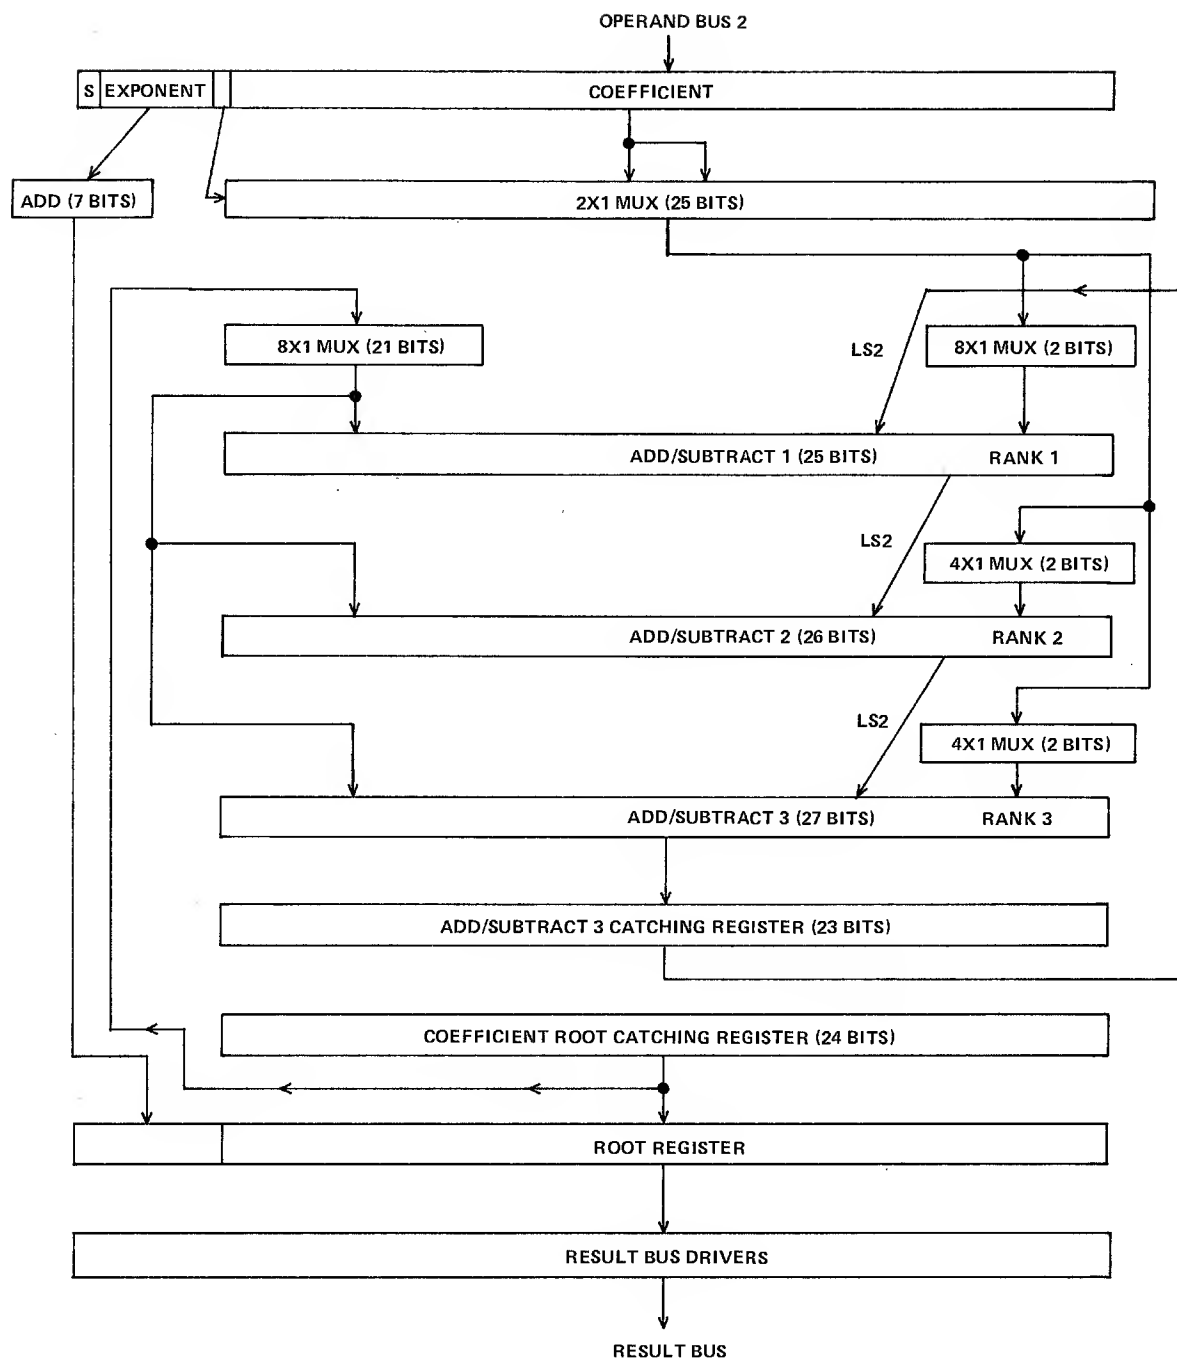 OPERAND BUS 2
S EXPONENT COEFFICIENT
ADD (7 BITS) 2X1 MUX (25 BITS)
8X1 MUX (21 BITS) LS2 8X1 MUX (2 BITS)
ADD/SUBTRACT 1 (25 BITS) RANK 1
LS2
4X1 MUX (2 BITS)
ADD/SUBTRACT 2 (26 BITS) RANK 2
LS2
4X1 MUX (2 BITS)
ADD/SUBTRACT 3 (27 BITS) RANK 3
ADD/SUBTRACT 3 CATCHING REGISTER (23 BITS)
COEFFICIENT ROOT CATCHING REGISTER (24 BITS)
ROOT REGISTER
RESULT BUS DRIVERS
RESULT BUS